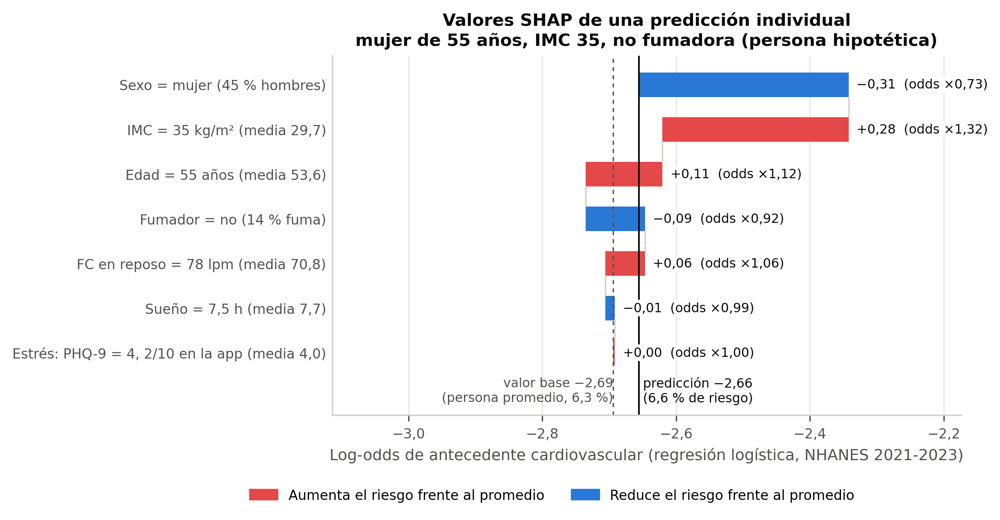 Valores SHAP de una predicción individual
mujer de 55 años, IMC 35, no fumadora (persona hipotética)
Sexo = mujer (45 % hombres)
−0,31  (odds ×0,73)
IMC = 35 kg/m² (media 29,7)
+0,28  (odds ×1,32)
Edad = 55 años (media 53,6)
+0,11  (odds ×1,12)
Fumador = no (14 % fuma)
−0,09  (odds ×0,92)
FC en reposo = 78 lpm (media 70,8)
+0,06  (odds ×1,06)
Sueño = 7,5 h (media 7,7)
−0,01  (odds ×0,99)
Estrés: PHQ-9 = 4, 2/10 en la app (media 4,0)
+0,00  (odds ×1,00)
valor base −2,69
(persona promedio, 6,3 %)
predicción −2,66
(6,6 % de riesgo)
−3,0
−2,8
−2,6
−2,4
−2,2
Log-odds de antecedente cardiovascular (regresión logística, NHANES 2021-2023)
Aumenta el riesgo frente al promedio
Reduce el riesgo frente al promedio